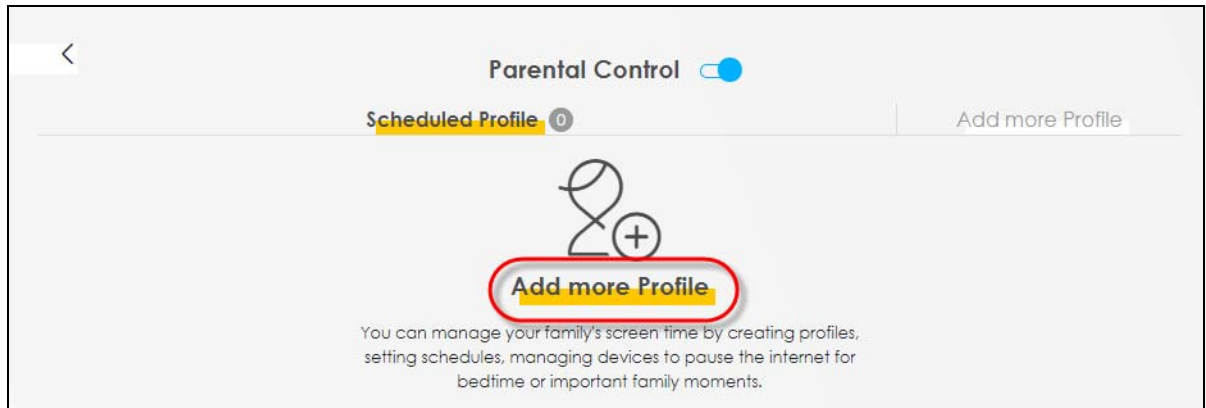 Parental Control
Scheduled Profile 0
Add more Profile
Add more Profile
You can manage your family's screen time by creating profiles,
setting schedules, managing devices to pause the internet for
bedtime or important family moments.